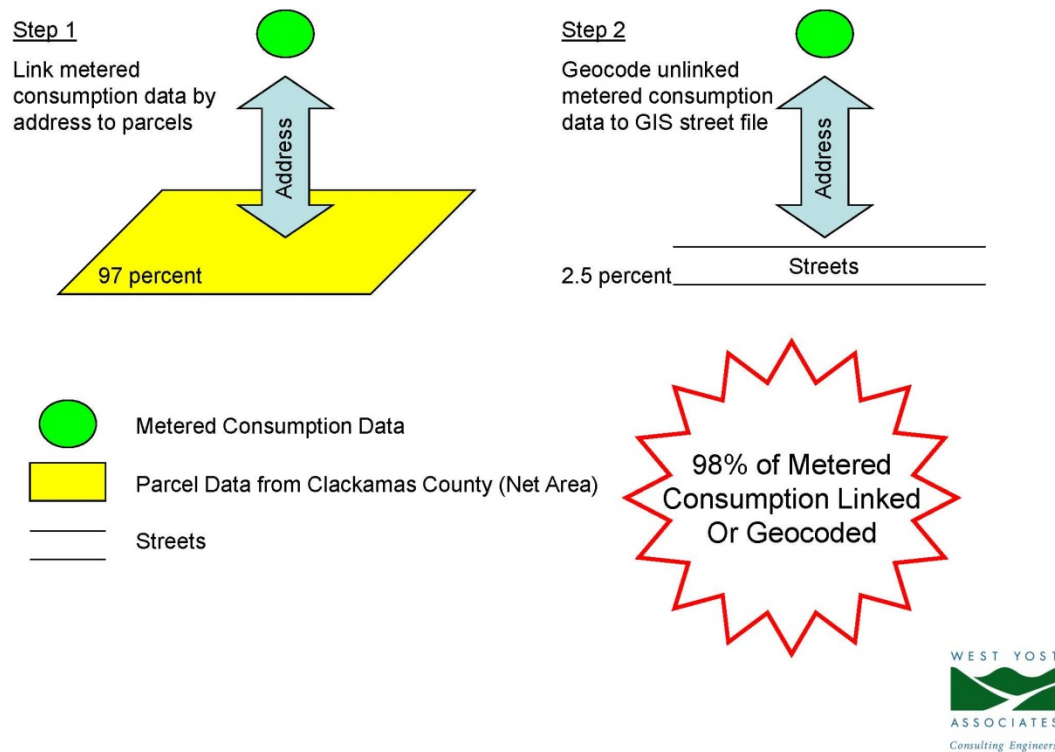 Step 1
Link metered
consumption data by
address to parcels
Address
97 percent
Step 2
Geocode unlinked
metered consumption
data to GIS street file
Address
2.5 percent
Streets
Metered Consumption Data
Parcel Data from Clackamas County (Net Area)
Streets
98% of Metered
Consumption Linked
Or Geocoded
WEST YOST
ASSOCIATES
Consulting Engineers